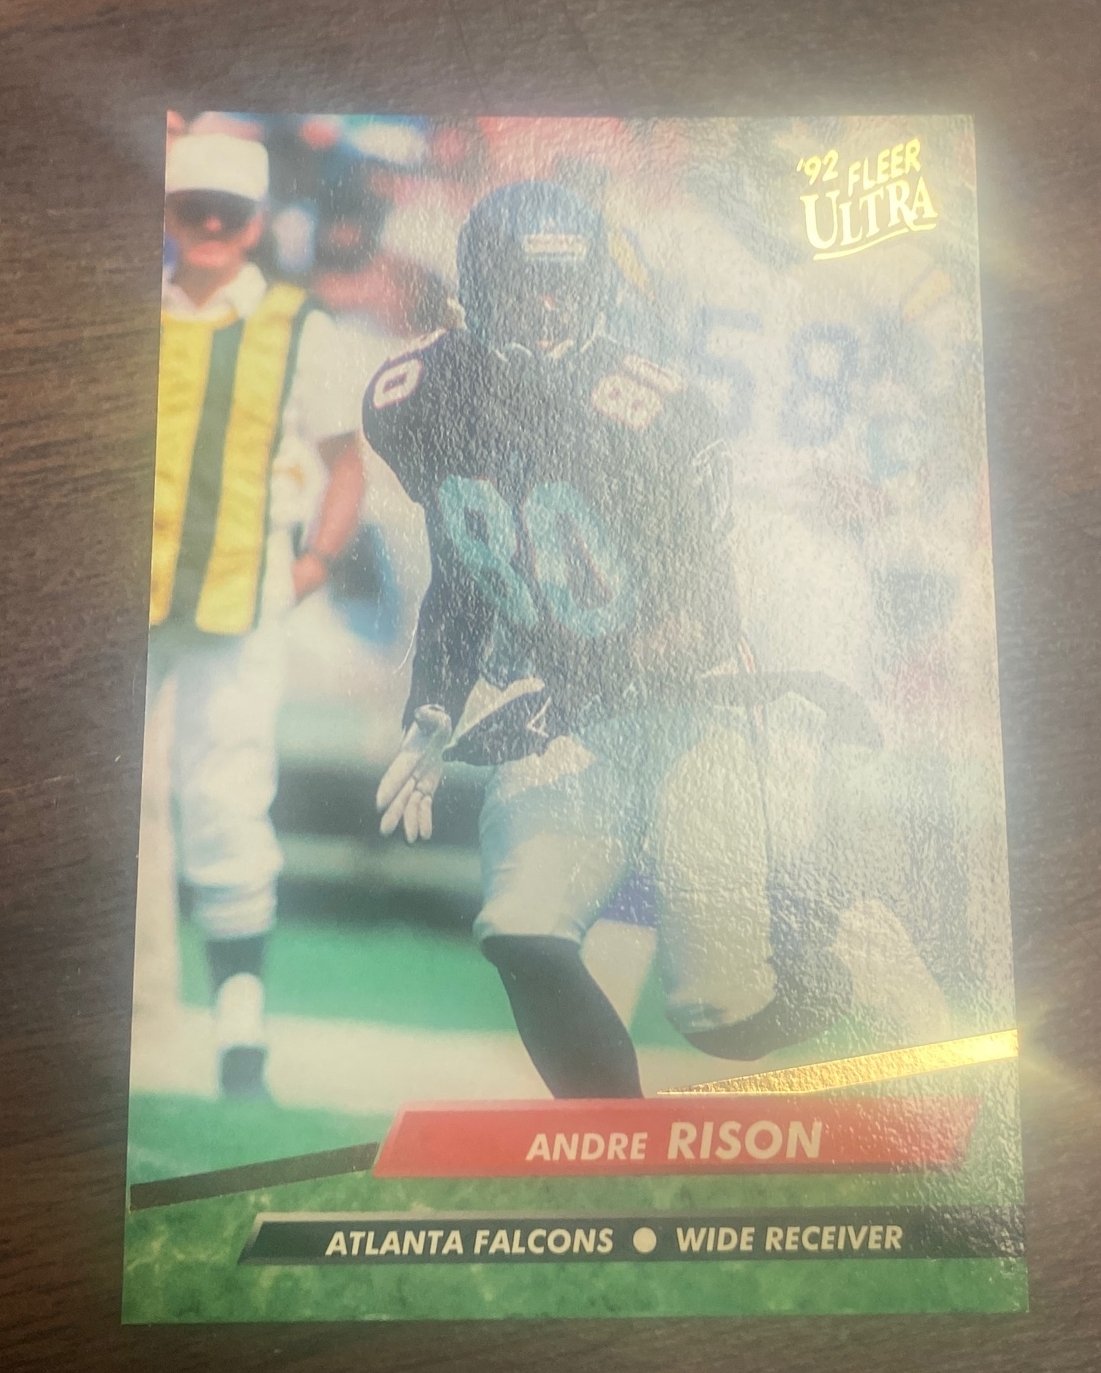 '92 FLEER
ULTRA
80 80
58
80
ANDRE RISON
ATLANTA FALCONS • WIDE RECEIVER